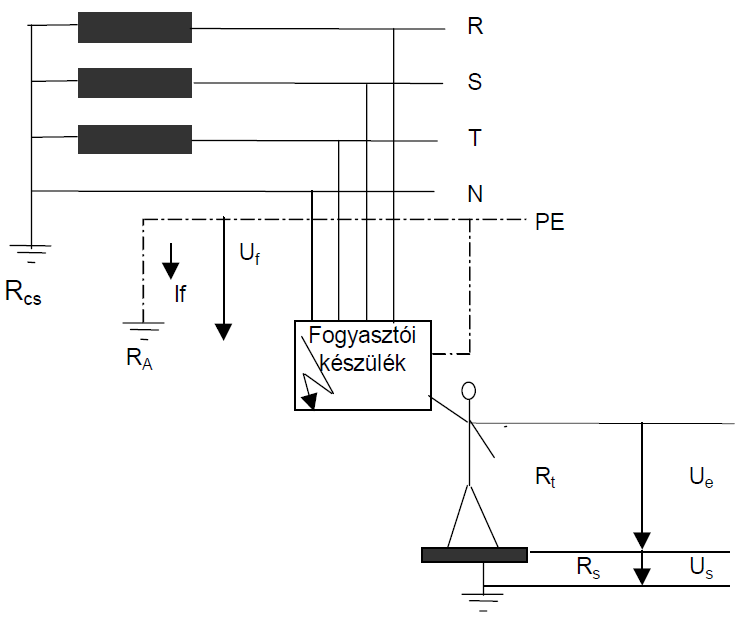 R
S
T
N
PE
Uf
If
Rcs
RA
Fogyasztói
készülék
Rt
Ue
Rs
Us